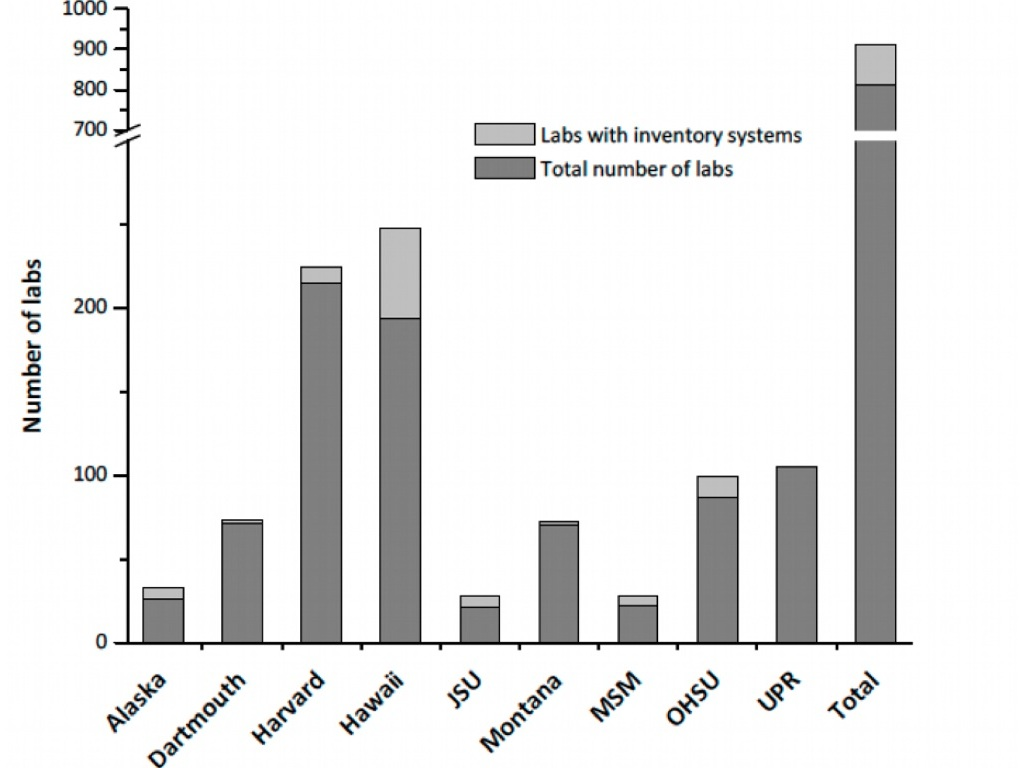 1000
900
800
700
200
100
0
Number of labs
Labs with inventory systems
Total number of labs
Alaska
Dartmouth
Harvard
Hawaii
JSU
Montana
MSM
OHSU
UPR
Total